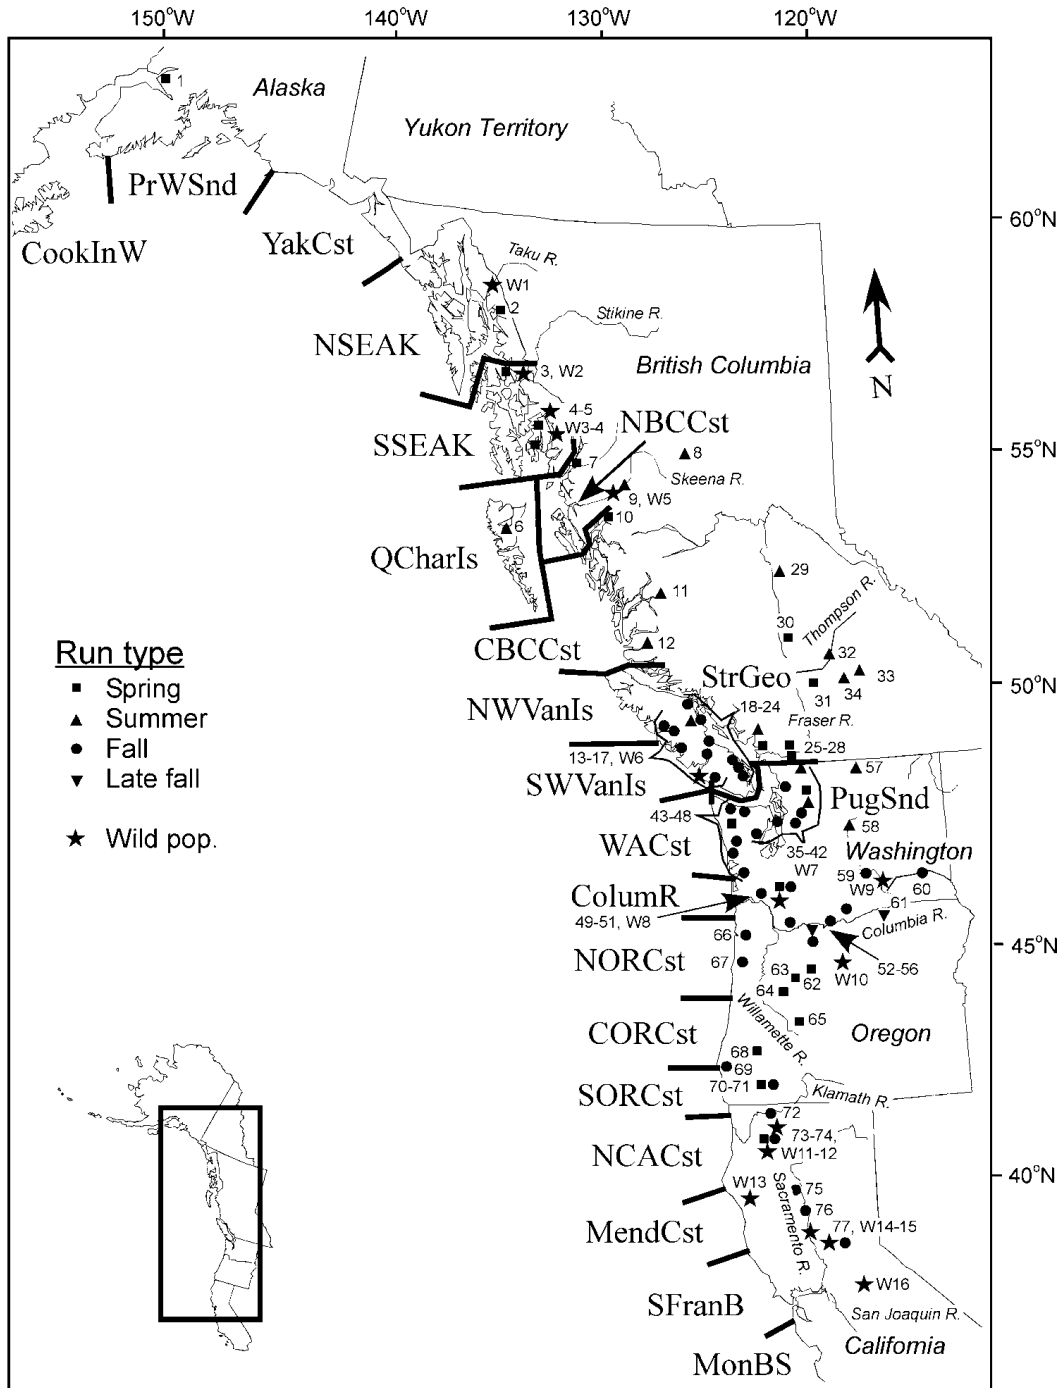 150°W 140°W 130°W 120°W
1
Alaska
Yukon Territory
PrWSnd
CookInW
YakCst
60°N
Taku R.
W1
2
Stikine R.
NSEAK
British Columbia
N
3, W2
4-5
W3-4
NBCCst
SSEAK
7
8
55°N
Skeena R.
9, W5
10
6
QCharIs
29
Thompson R.
11
30
12
32
33
34
31
CBCCst
StrGeo
18-24
50°N
Fraser R.
NWVanIs
25-28
13-17, W6
57
SWVanIs
PugSnd
43-48
58
WACst
35-42
W7
Washington
59
W9
60
ColumR
49-51, W8
61
Columbia R.
66
45°N
NORCst
67
52-56
63
62
W10
64
65
Willamette R.
CORCst
Oregon
68
69
70-71
SORCst
Klamath R.
72
73-74,
W11-12
NCACst
W13
40°N
75
Sacramento R.
76
77, W14-15
MendCst
W16
SFranB
San Joaquin R.
California
MonBS
Run type
Spring
Summer
Fall
Late fall
Wild pop.